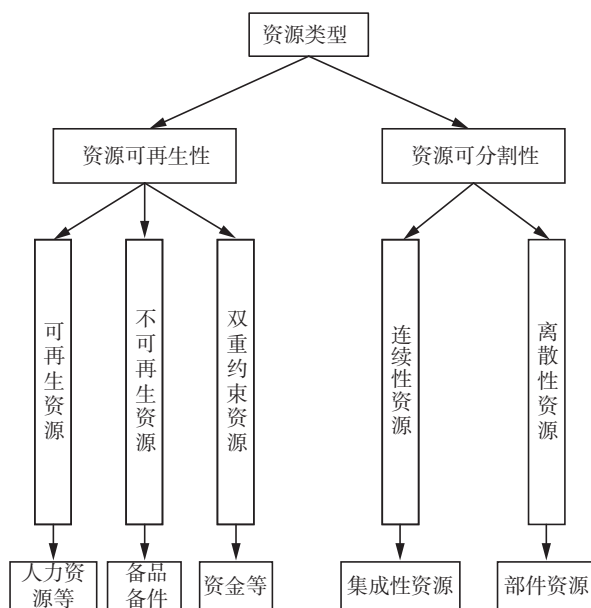 资源类型
资源可再生性
资源可分割性
可再生资源
不可再生资源
双重约束资源
连续性资源
离散性资源
人力资
源等
备品
备件
资金等
集成性资源
部件资源